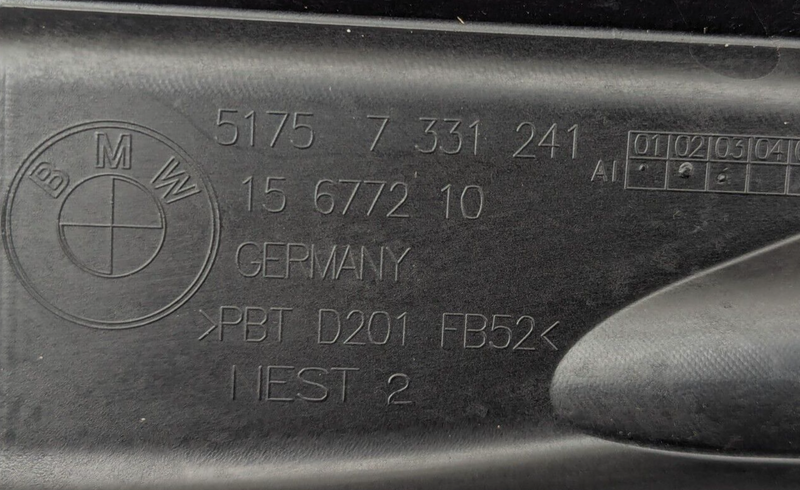 BMW
5175 7 331 241
15 6772 10
GERMANY
>PBT D201 FB52<
NEST 2
AI 01 02 03 04